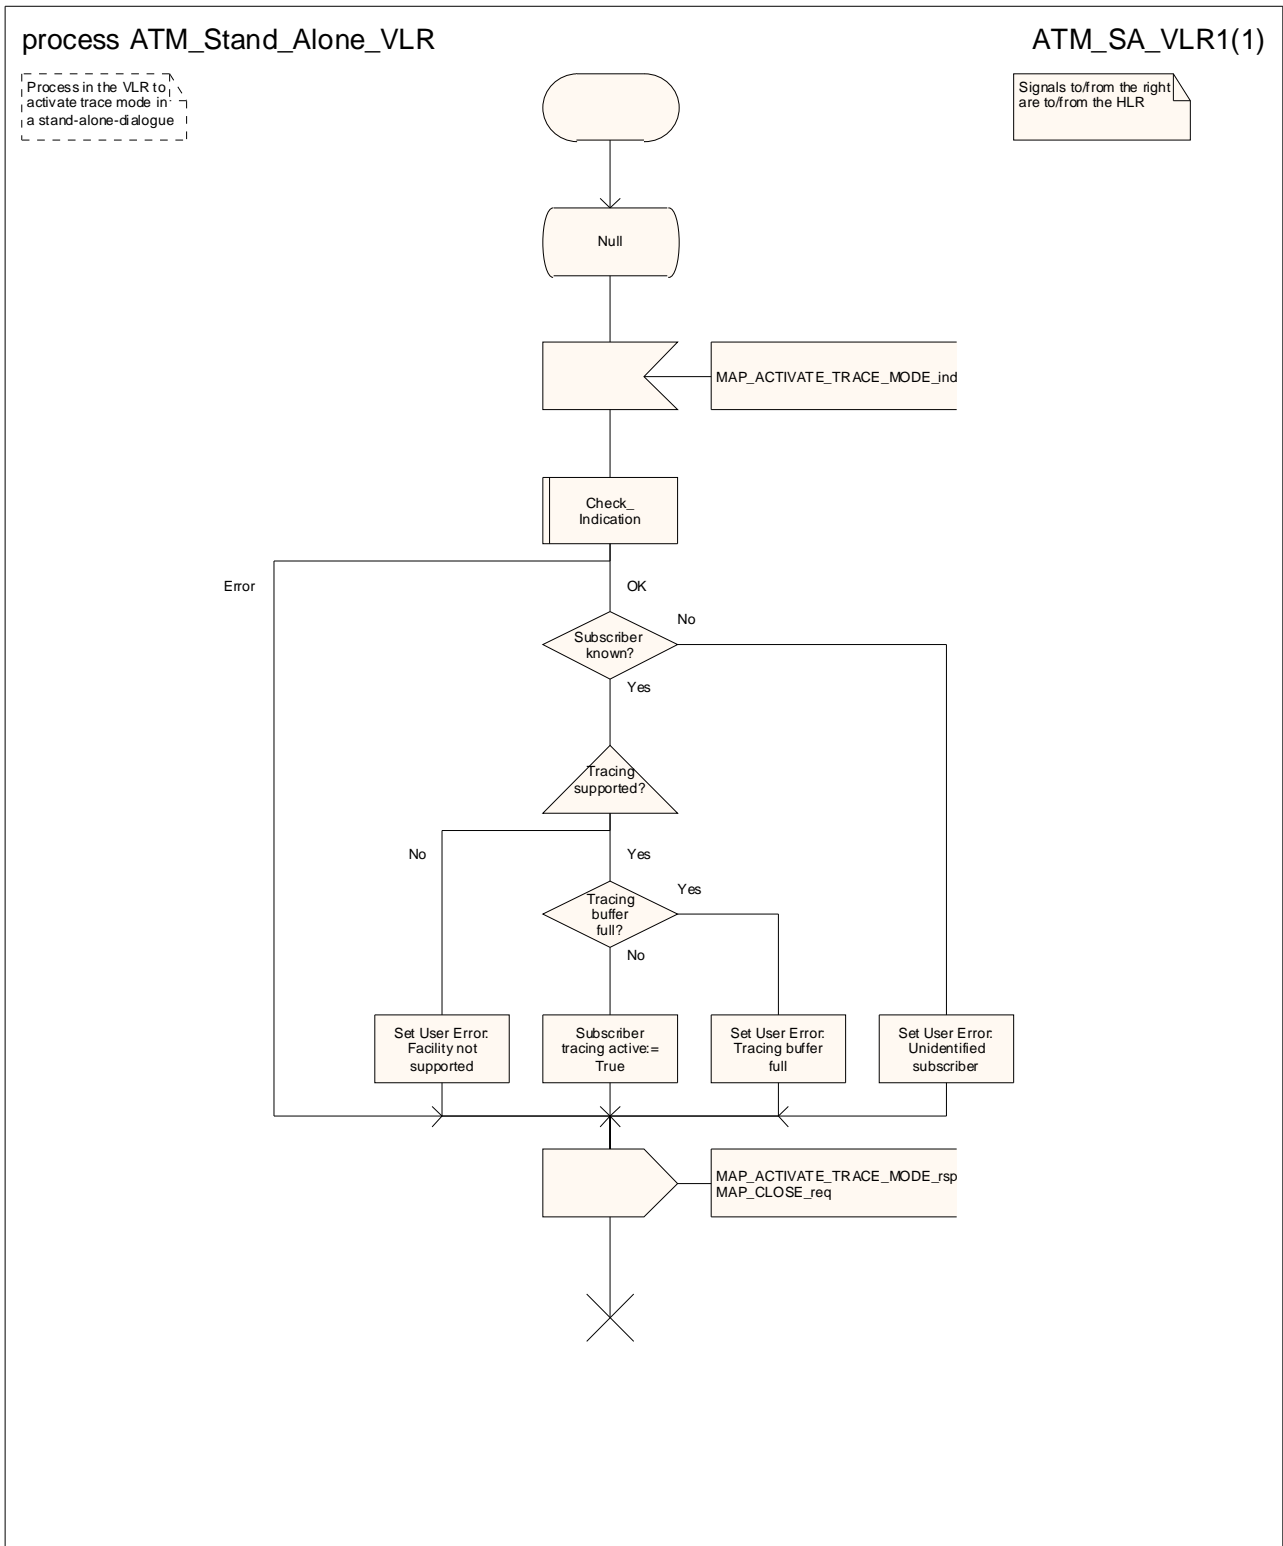 process ATM_Stand_Alone_VLR
ATM_SA_VLR1(1)
Process in the VLR to
activate trace mode in
a stand-alone-dialogue
Signals to/from the right
are to/from the HLR
Null
MAP_ACTIVATE_TRACE_MODE_ind
Check_
Indication
Error
OK
No
Subscriber
known?
Yes
Tracing
supported?
No
Yes
Yes
Tracing
buffer
full?
No
Set User Error:
Facility not
supported
Subscriber
tracing active:=
True
Set User Error:
Tracing buffer
full
Set User Error:
Unidentified
subscriber
MAP_ACTIVATE_TRACE_MODE_rsp
MAP_CLOSE_req